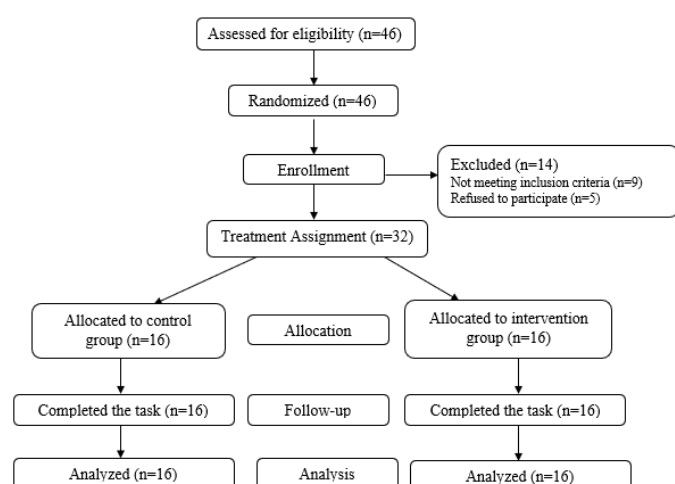 Assessed for eligibility (n=46)
Randomized (n=46)
Enrollment
Excluded (n=14)
Not meeting inclusion criteria (n=9)
Refused to participate (n=5)
Treatment Assignment (n=32)
Allocated to control
group (n=16)
Allocation
Allocated to intervention
group (n=16)
Completed the task (n=16)
Follow-up
Completed the task (n=16)
Analyzed (n=16)
Analysis
Analyzed (n=16)